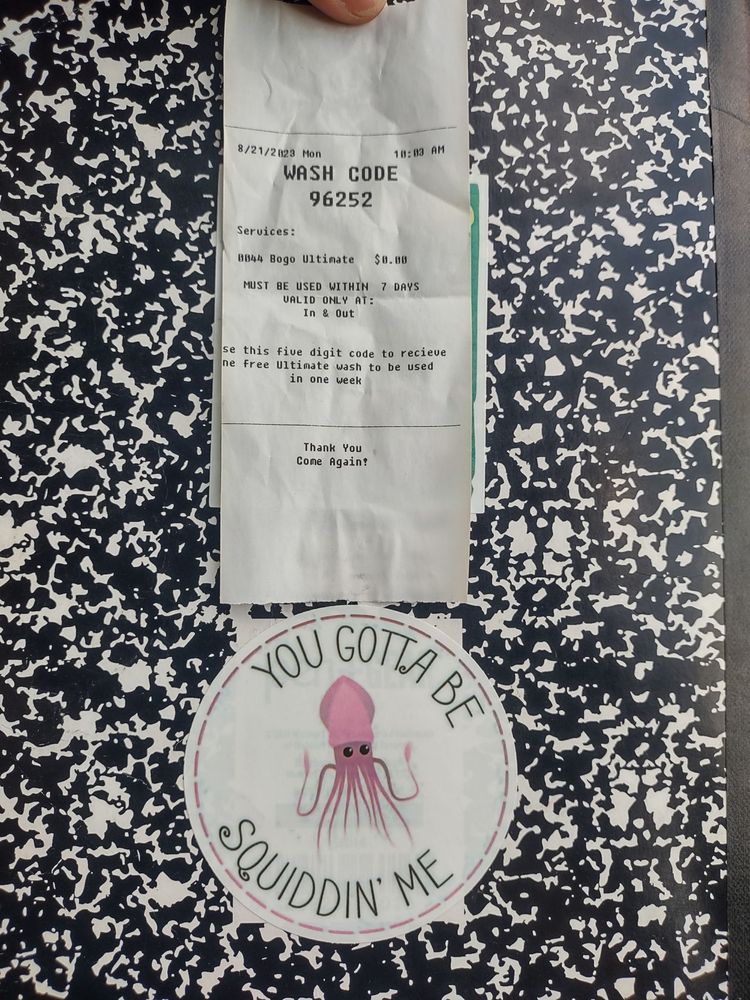 8/21/2023 Mon 10:03 AM
WASH CODE
96252
Services:
0044 Bogo Ultimate $0.00
MUST BE USED WITHIN 7 DAYS
VALID ONLY AT:
In & Out
se this five digit code to recieve
ne free Ultimate wash to be used
in one week
Thank You
Come Again!
YOU GOTTA BE
SQUIDDIN' ME